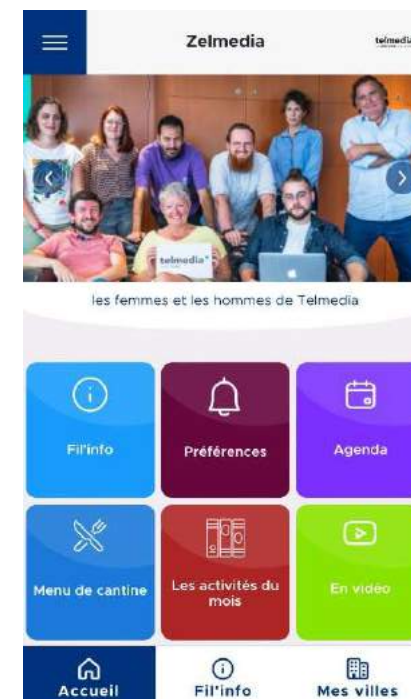 Zelmedia
telmedia
telmedia
les femmes et les hommes de Telmedia
Fil'info
Préférences
Agenda
Menu de cantine
Les activités du
mois
En vidéo
Accueil
Fil'info
Mes villes